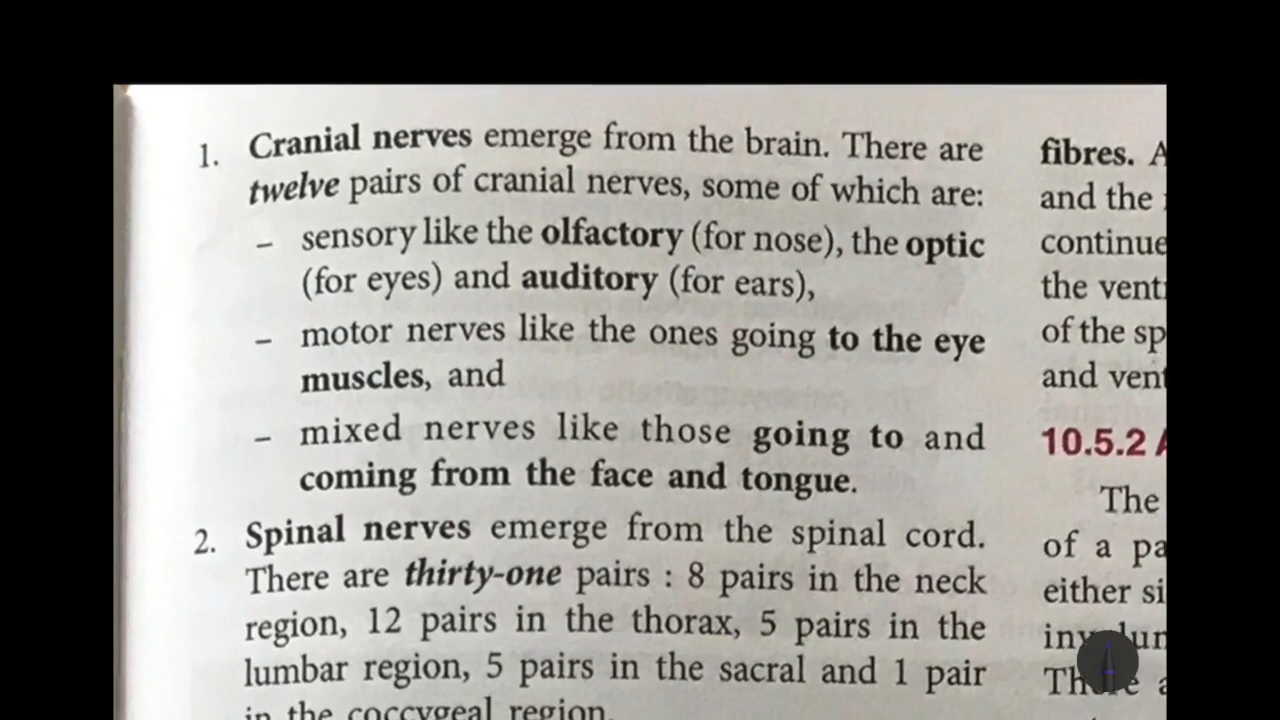 1. Cranial nerves emerge from the brain. There are
twelve pairs of cranial nerves, some of which are:
– sensory like the olfactory (for nose), the optic
(for eyes) and auditory (for ears),
– motor nerves like the ones going to the eye
muscles, and
– mixed nerves like those going to and
coming from the face and tongue.
2. Spinal nerves emerge from the spinal cord.
There are thirty-one pairs : 8 pairs in the neck
region, 12 pairs in the thorax, 5 pairs in the
lumbar region, 5 pairs in the sacral and 1 pair
in the coccygeal region.
fibres.
and the
continue
the
of the
and
10.5.2
The
of a
either